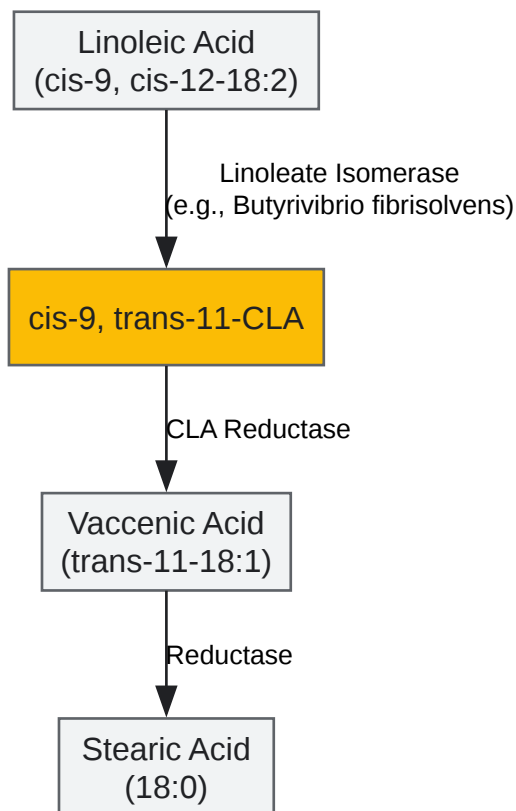 Linoleic Acid
(cis-9, cis-12-18:2)
Linoleate Isomerase
(e.g., Butyrivibrio fibrisolvens)
cis-9, trans-11-CLA
CLA Reductase
Vaccenic Acid
(trans-11-18:1)
Reductase
Stearic Acid
(18:0)